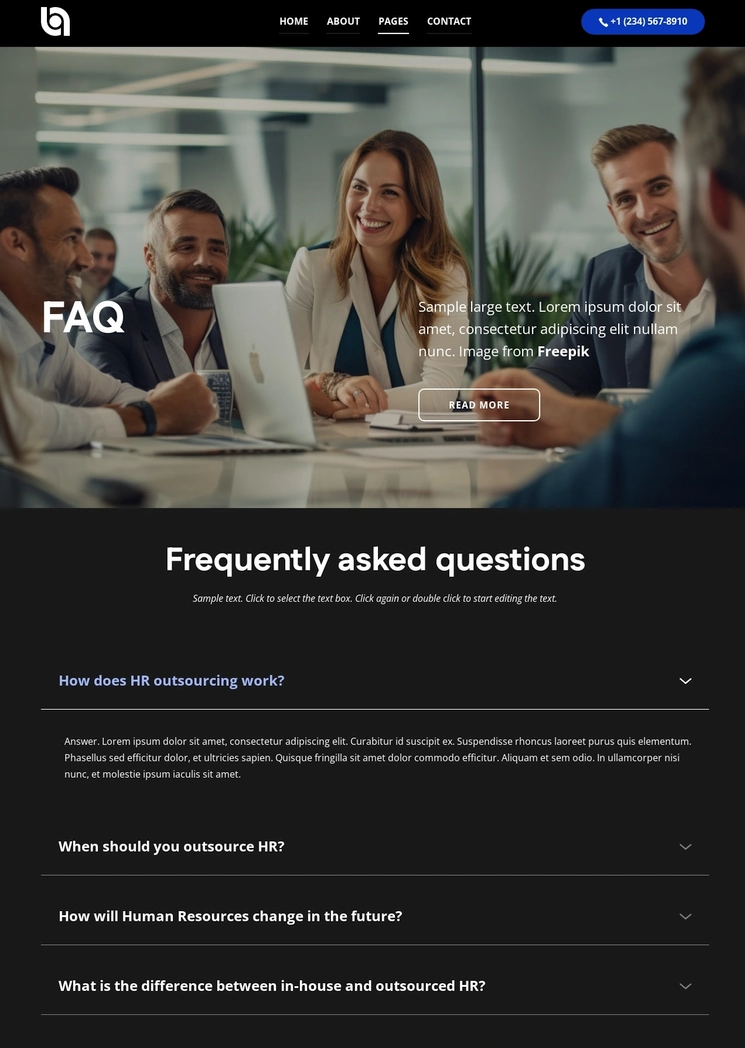 HOME ABOUT PAGES CONTACT +1 (234) 567-8910
FAQ
Sample large text. Lorem ipsum dolor sit
amet, consectetur adipiscing elit nullam
nunc. Image from Freepik
READ MORE
Frequently asked questions
Sample text. Click to select the text box. Click again or double click to start editing the text.
How does HR outsourcing work?
Answer. Lorem ipsum dolor sit amet, consectetur adipiscing elit. Curabitur id suscipit ex. Suspendisse rhoncus laoreet purus quis elementum.
Phasellus sed efficitur dolor, et ultricies sapien. Quisque fringilla sit amet dolor commodo efficitur. Aliquam et sem odio. In ullamcorper nisi
nunc, et molestie ipsum iaculis sit amet.
When should you outsource HR?
How will Human Resources change in the future?
What is the difference between in-house and outsourced HR?